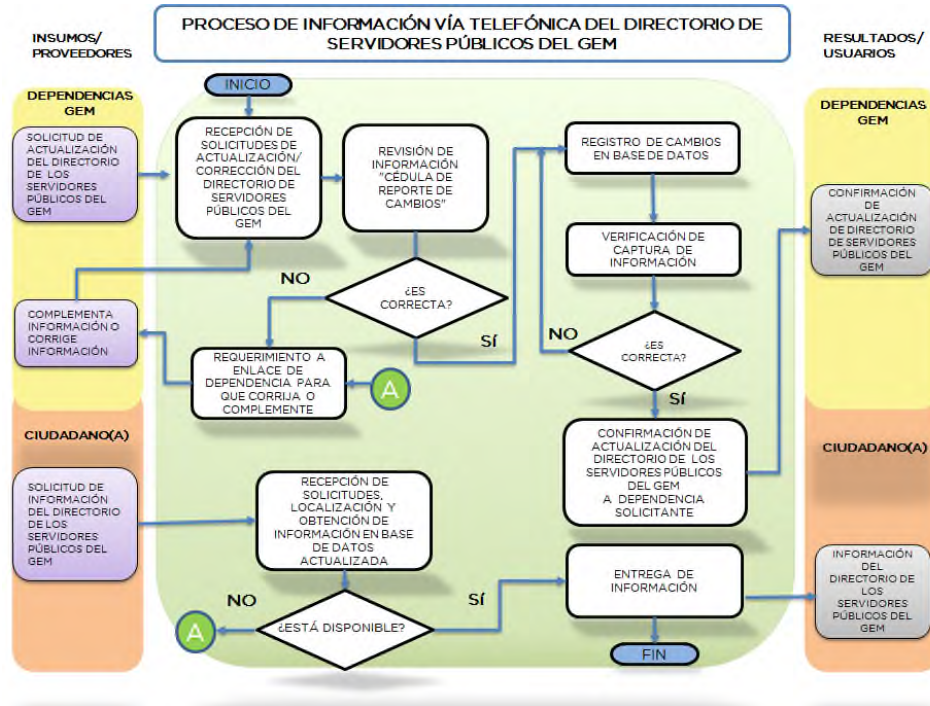 PROCESO DE INFORMACIÓN VÍA TELEFÓNICA DEL DIRECTORIO DE
SERVIDORES PÚBLICOS DEL GEM
INSUMOS/
PROVEEDORES
DEPENDENCIAS
GEM
SOLICITUD DE
ACTUALIZACIÓN
DEL DIRECTORIO
DE LOS
SERVIDORES
PÚBLICOS DEL
GEM
COMPLEMENTA
INFORMACIÓN O
CORRIGE
INFORMACIÓN
CIUDADANO(A)
SOLICITUD DE
INFORMACIÓN
DEL DIRECTORIO
DE LOS
SERVIDORES
PÚBLICOS DEL
GEM
INICIO
RECEPCIÓN DE
SOLICITUDES DE
ACTUALIZACIÓN/
CORRECCIÓN DEL
DIRECTORIO DE
SERVIDORES
PÚBLICOS DEL
GEM
REVISIÓN DE
INFORMACIÓN
"CÉDULA DE
REPORTE DE
CAMBIOS"
¿ES
CORRECTA?
NO
SÍ
REQUERIMIENTO A
ENLACE DE
DEPENDENCIA PARA
QUE CORRIJA O
COMPLEMENTE
A
REGISTRO DE CAMBIOS
EN BASE DE DATOS
VERIFICACIÓN DE
CAPTURA DE
INFORMACIÓN
¿ES
CORRECTA?
NO
SÍ
CONFIRMACIÓN DE
ACTUALIZACIÓN DEL
DIRECTORIO DE LOS
SERVIDORES PÚBLICOS
DEL GEM
A DEPENDENCIA
SOLICITANTE
RECEPCIÓN DE
SOLICITUDES,
LOCALIZACIÓN Y
OBTENCIÓN DE
INFORMACIÓN EN BASE
DE DATOS
ACTUALIZADA
¿ESTÁ DISPONIBLE?
NO
A
SÍ
ENTREGA DE
INFORMACIÓN
FIN
RESULTADOS/
USUARIOS
DEPENDENCIAS
GEM
CONFIRMACIÓN
DE
ACTUALIZACIÓN
DE DIRECTORIO
DE SERVIDORES
PÚBLICOS DEL
GEM
CIUDADANO(A)
INFORMACIÓN
DEL
DIRECTORIO DE
LOS
SERVIDORES
PÚBLICOS DEL
GEM